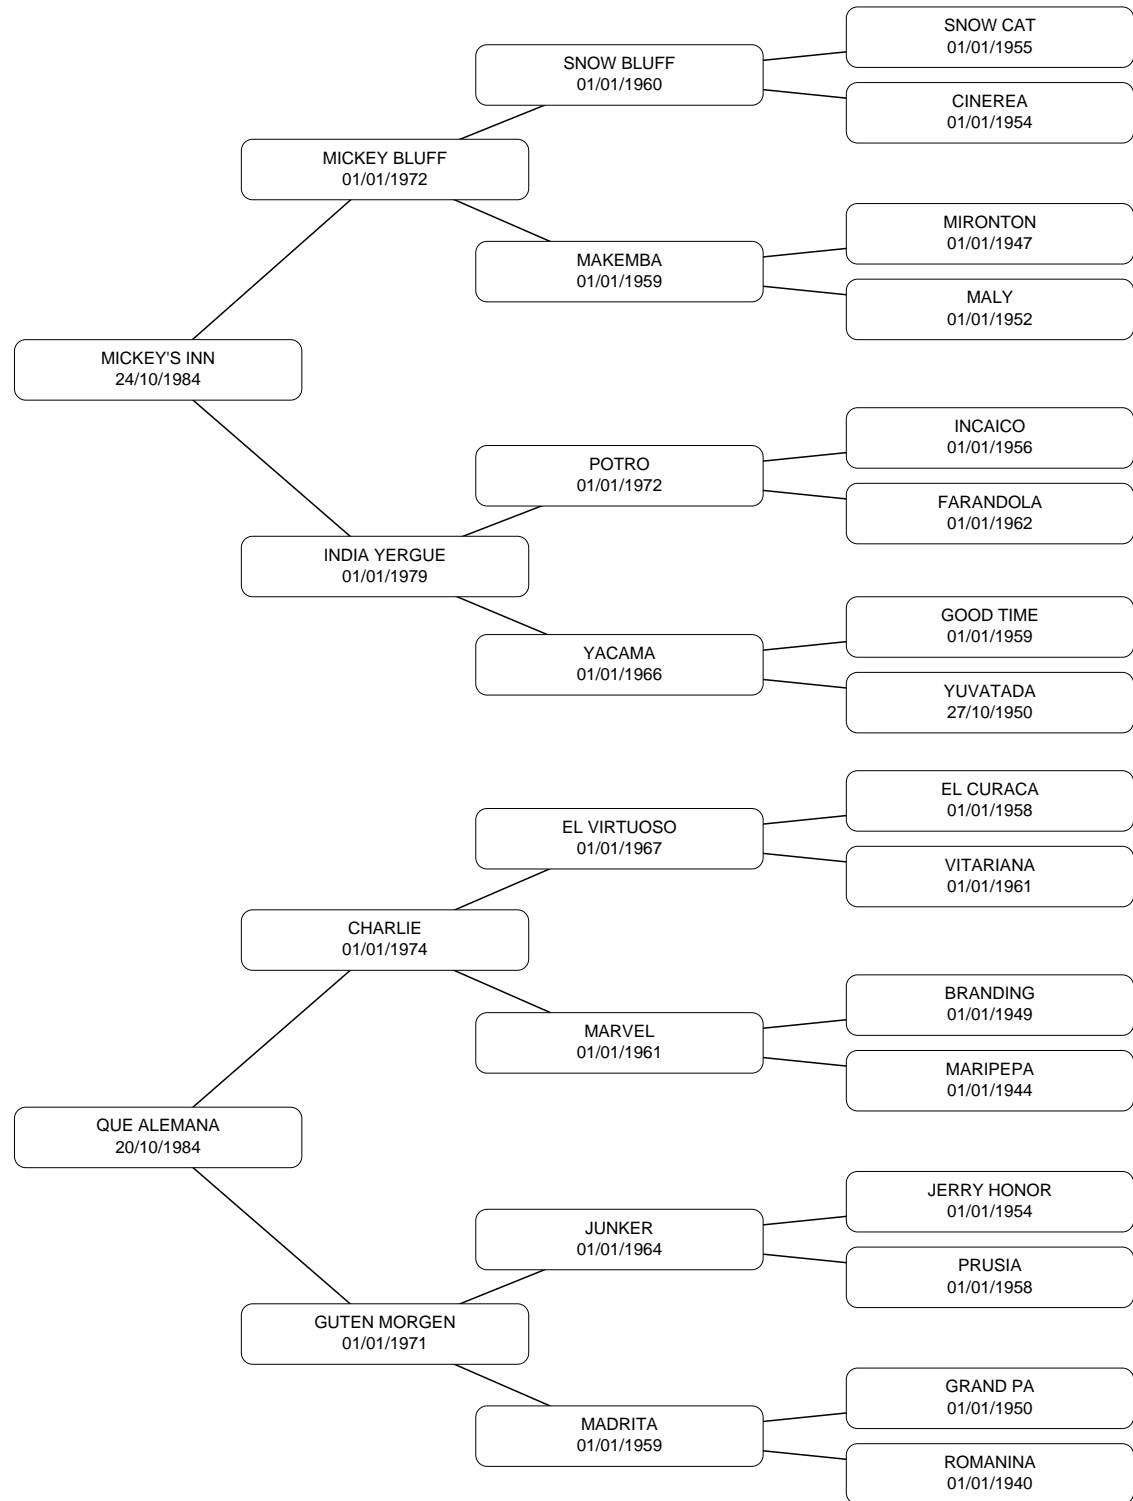 SNOW CAT
01/01/1955
SNOW BLUFF
01/01/1960
CINEREA
01/01/1954
MICKEY BLUFF
01/01/1972
MIRONTON
01/01/1947
MAKEMBA
01/01/1959
MALY
01/01/1952
MICKEY'S INN
24/10/1984
INCAICO
01/01/1956
POTRO
01/01/1972
FARANDOLA
01/01/1962
INDIA YERGUE
01/01/1979
GOOD TIME
01/01/1959
YACAMA
01/01/1966
YUVATADA
27/10/1950
EL CURACA
01/01/1958
EL VIRTUOSO
01/01/1967
VITARIANA
01/01/1961
CHARLIE
01/01/1974
BRANDING
01/01/1949
MARVEL
01/01/1961
MARIPEPA
01/01/1944
QUE ALEMANA
20/10/1984
JERRY HONOR
01/01/1954
JUNKER
01/01/1964
PRUSIA
01/01/1958
GUTEN MORGEN
01/01/1971
GRAND PA
01/01/1950
MADRITA
01/01/1959
ROMANINA
01/01/1940